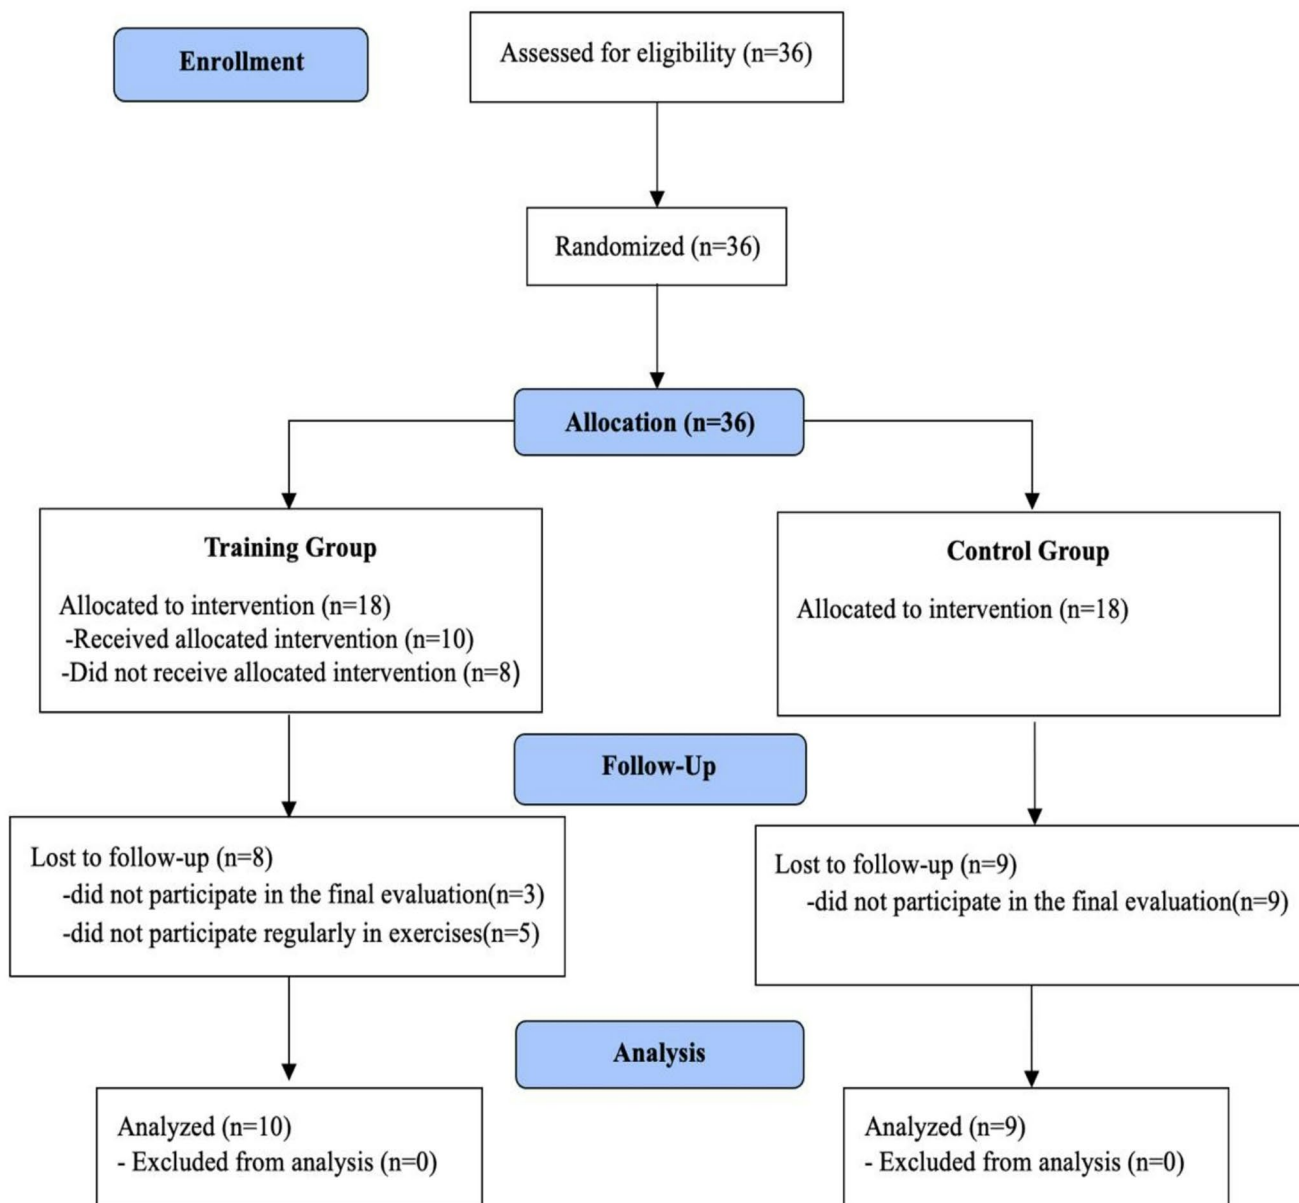 Enrollment
Assessed for eligibility (n=36)
Randomized (n=36)
Allocation (n=36)
Training Group
Allocated to intervention (n=18)
-Received allocated intervention (n=10)
-Did not receive allocated intervention (n=8)
Control Group
Allocated to intervention (n=18)
Follow-Up
Lost to follow-up (n=8)
-did not participate in the final evaluation(n=3)
-did not participate regularly in exercises(n=5)
Lost to follow-up (n=9)
-did not participate in the final evaluation(n=9)
Analysis
Analyzed (n=10)
- Excluded from analysis (n=0)
Analyzed (n=9)
- Excluded from analysis (n=0)